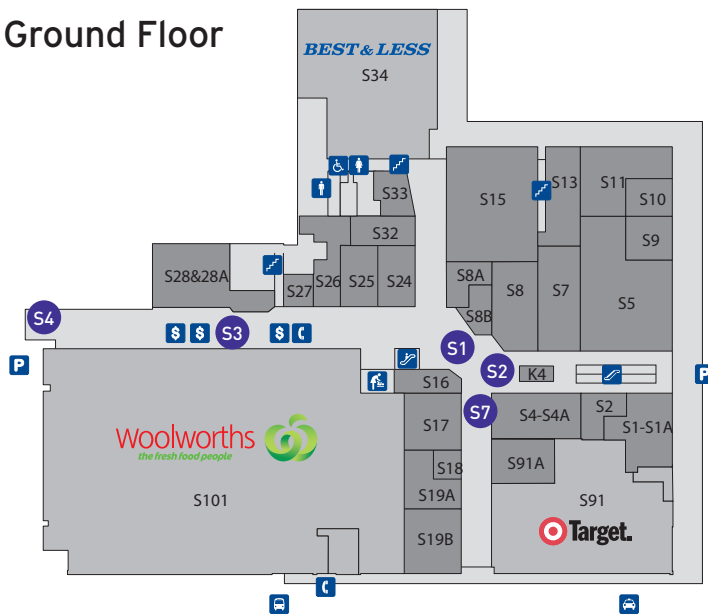 Ground Floor
BEST & LESS
S34
S33
S15
S13
S11
S10
S32
S9
S28&28A
S27
S26
S25
S24
S8A
S8
S7
S5
S8B
S4
$
$
S3
$
S1
P
S2
K4
P
S16
S7
S4-S4A
S2
S1-S1A
S17
Woolworths
the fresh food people
S18
S91A
S19A
S101
S91
Target.
S19B